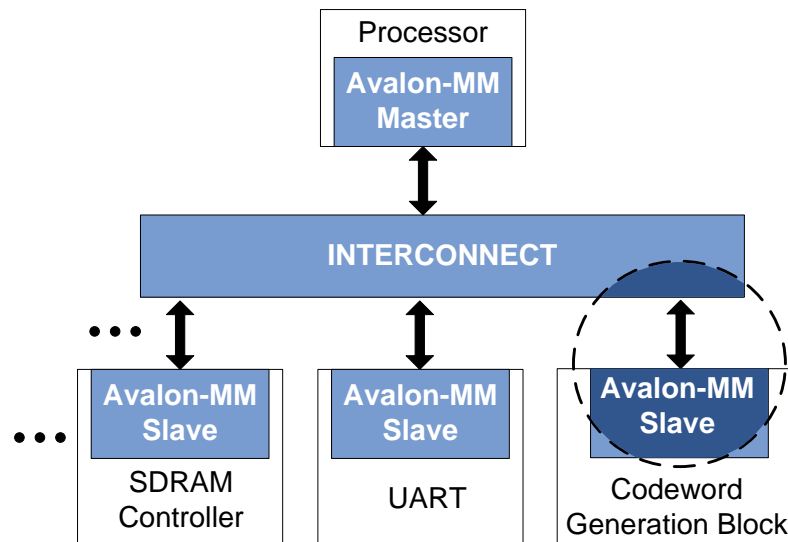 Processor
Avalon-MM
Master
INTERCONNECT
Avalon-MM
Slave
SDRAM
Controller
Avalon-MM
Slave
UART
Avalon-MM
Slave
Codeword
Generation Block